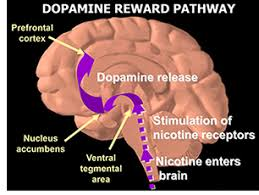 DOPAMINE REWARD PATHWAY
Prefrontal
cortex
Dopamine release
Stimulation of
nicotine receptors
Nucleus
accumbens
Ventral
tegmental
area
Nicotine enters
brain